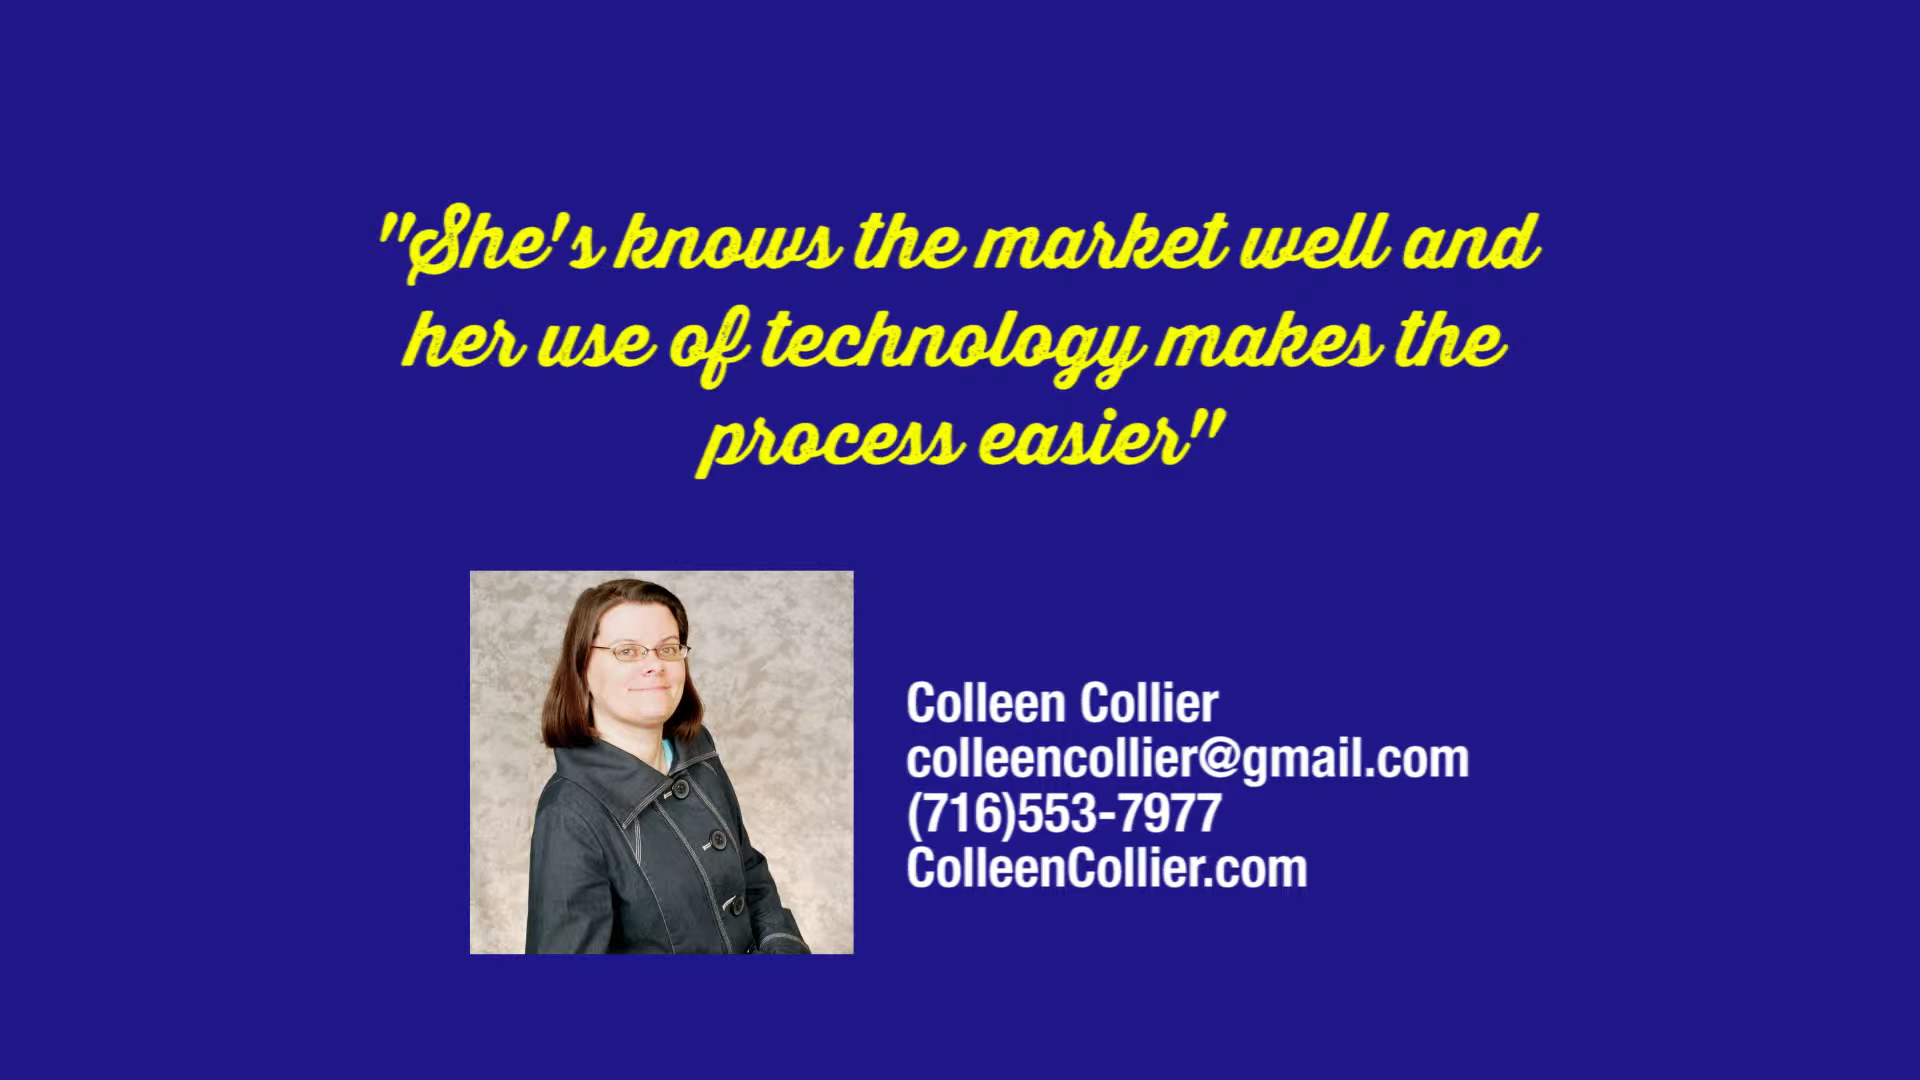 "She's knows the market well and
her use of technology makes the
process easier"
Colleen Collier
colleencollier@gmail.com
(716)553-7977
ColleenCollier.com